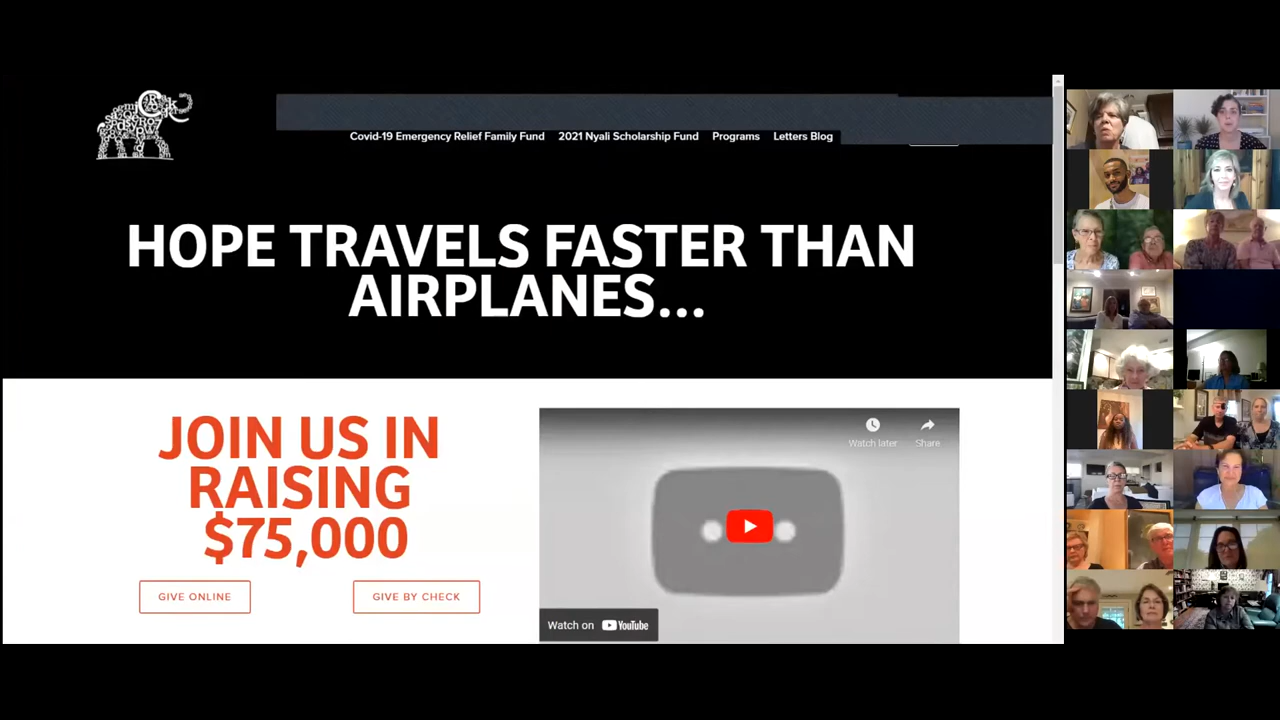 Covid-19 Emergency Relief Family Fund 2021 Nyali Scholarship Fund Programs Letters Blog
HOPE TRAVELS FASTER THAN
AIRPLANES...
JOIN US IN
RAISING
$75,000
GIVE ONLINE GIVE BY CHECK
Watch later Share
Watch on YouTube